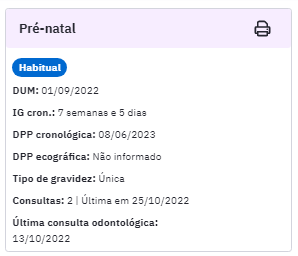 Pré-natal
Habitual
DUM: 01/09/2022
IG cron.: 7 semanas e 5 dias
DPP cronológica: 08/06/2023
DPP ecográfica: Não informado
Tipo de gravidez: Única
Consultas: 2 | Última em 25/10/2022
Última consulta odontológica:
13/10/2022